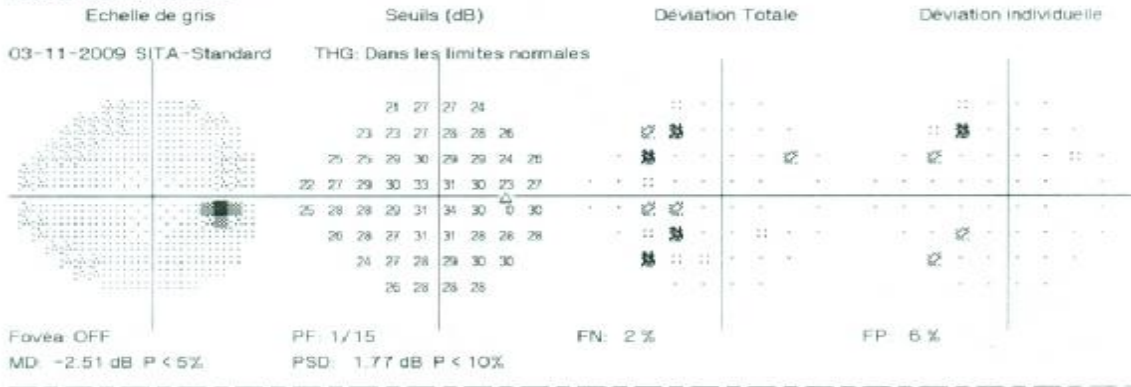 Echelle de gris Seuils (dB) Déviation Totale Déviation individuelle
03-11-2009 SITA-Standard THG: Dans les limites normales
21 27 27 24
23 23 27 28 28 26
25 25 29 30 29 29 24 26
22 27 29 30 33 31 30 23 27
25 28 28 29 31 34 30 0 30
26 28 27 31 31 28 28 28
24 27 28 29 30 30
26 28 28 28
Fovéa: OFF PF: 1/15 FN: 2 % FP: 6 %
MD: -2.51 dB P < 5% PSD: 1.77 dB P < 10%